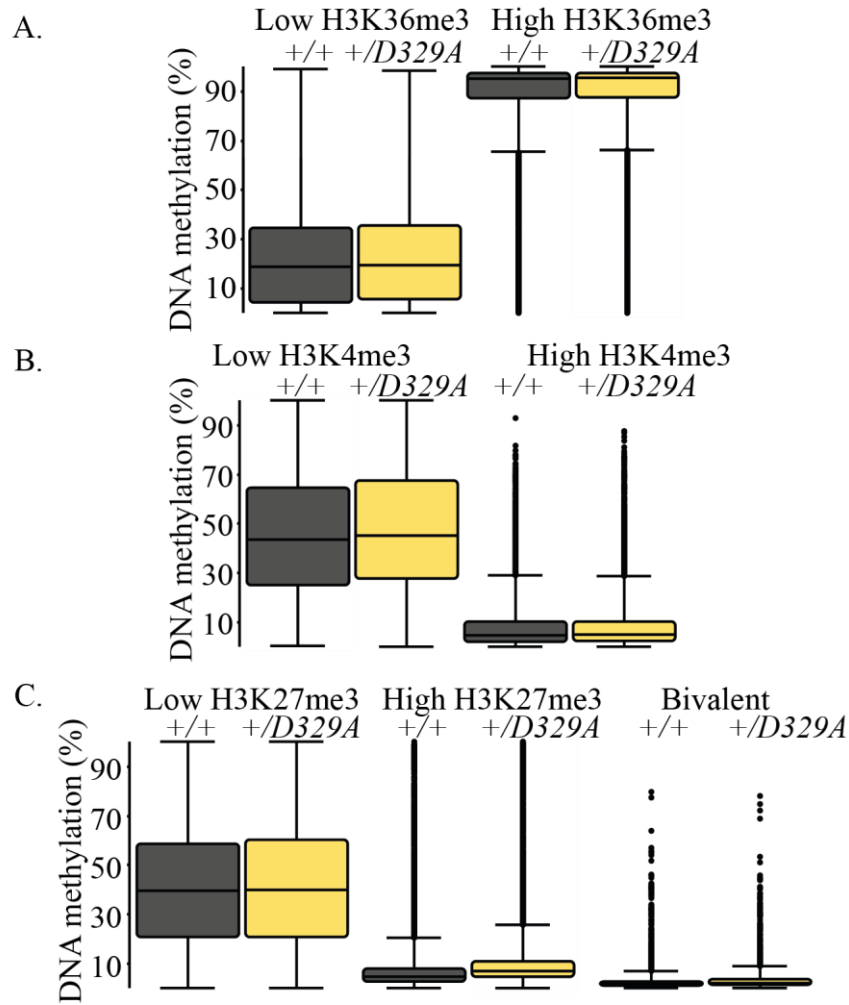 A.
Low H3K36me3 High H3K36me3
+/+ +/D329A +/+ +/D329A
DNA methylation (%)
90
70
50
30
10
B.
Low H3K4me3 High H3K4me3
+/+ +/D329A +/+ +/D329A
DNA methylation (%)
90
70
50
30
10
C.
Low H3K27me3 High H3K27me3 Bivalent
+/+ +/D329A +/+ +/D329A +/+ +/D329A
DNA methylation (%)
90
70
50
30
10